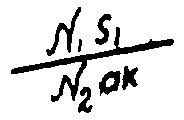 N₁ S₁
N₂ ak